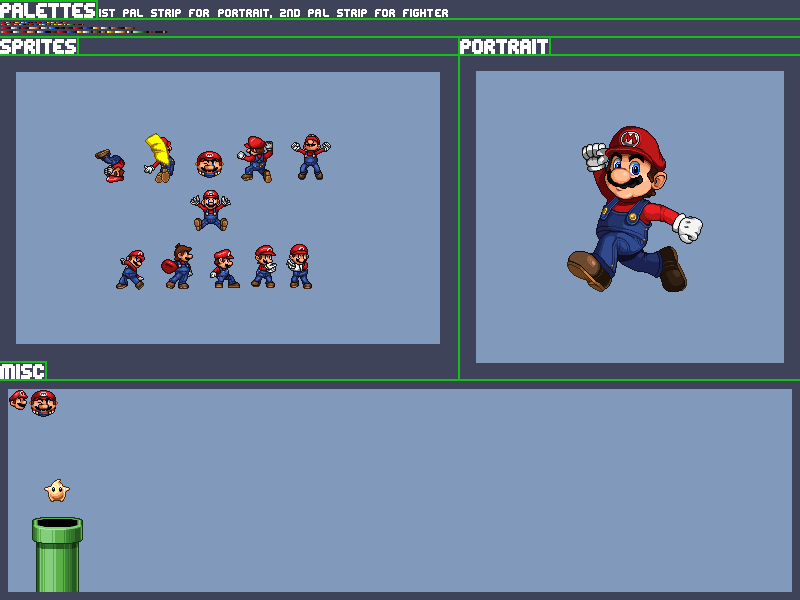 PALETTES 1ST PAL STRIP FOR PORTRAIT, 2ND PAL STRIP FOR FIGHTER
SPRITES
PORTRAIT
M
MISC